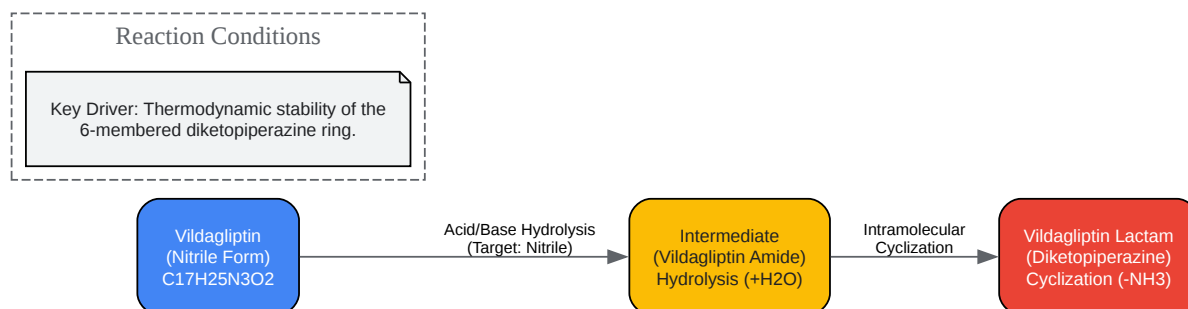 Reaction Conditions
Key Driver: Thermodynamic stability of the
6-membered diketopiperazine ring.
Vildagliptin
(Nitrile Form)
C17H25N3O2
Acid/Base Hydrolysis
(Target: Nitrile)
Intermediate
(Vildagliptin Amide)
Hydrolysis (+H2O)
Intramolecular
Cyclization
Vildagliptin Lactam
(Diketopiperazine)
Cyclization (-NH3)